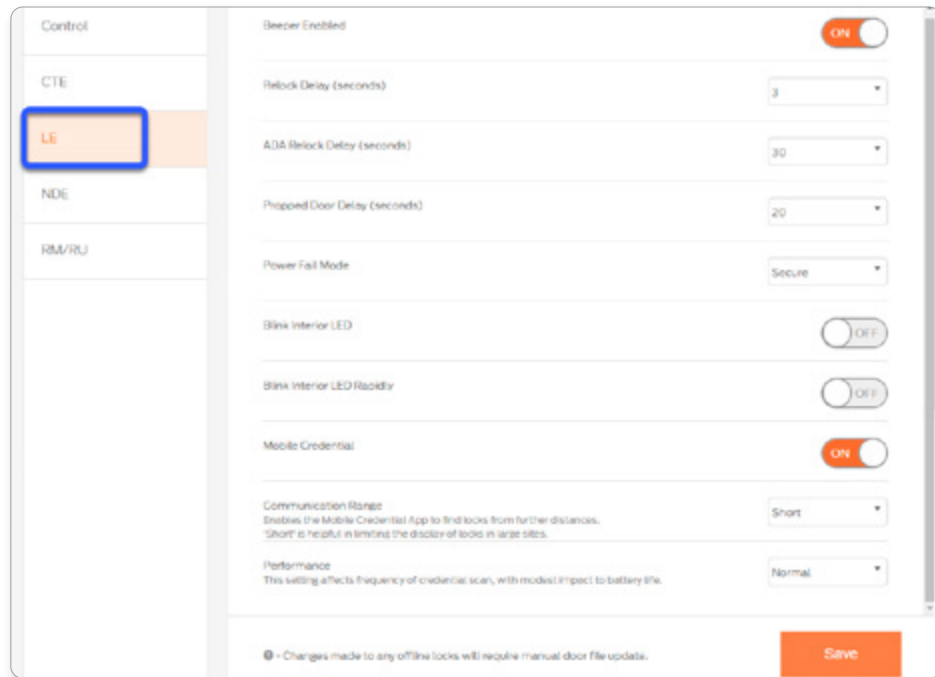 Control
CTE
LE
NDE
RM/RU
Beeper Enabled
ON
Relock Delay (seconds)
3
ADA Relock Delay (seconds)
30
Propped Door Delay (seconds)
20
Power Fail Mode
Secure
Blink Interior LED
OFF
Blink Interior LED Rapidly
OFF
Mobile Credential
ON
Communication Range
Enables the Mobile Credential App to find locks from further distances.
'Short' is helpful in limiting the display of locks in large sites.
Short
Performance
This setting affects frequency of credential scan, with modest impact to battery life.
Normal
- Changes made to any offline locks will require manual door file update.
Save